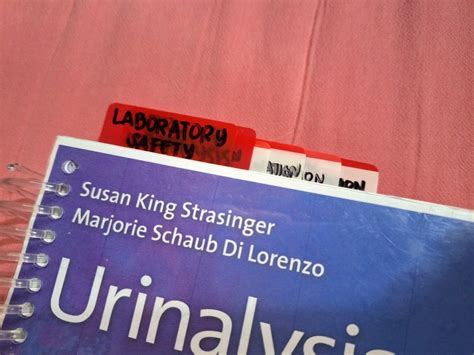 LABORATORY
SAFETY
Susan King Strasinger
Marjorie Schaub Di Lorenzo
Urinalysis